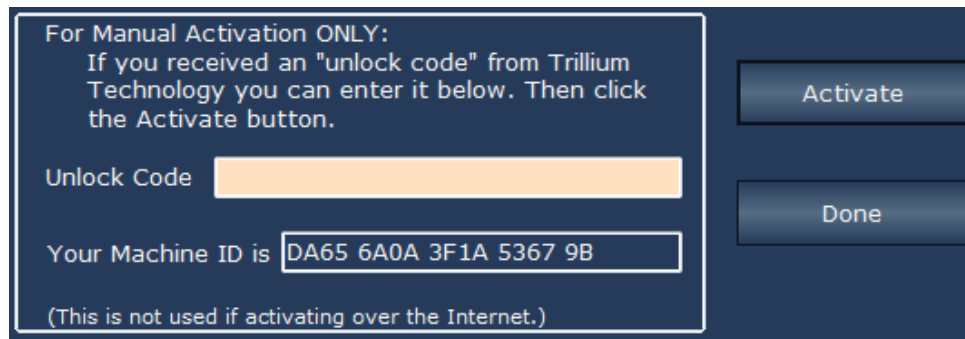 For Manual Activation ONLY:
If you received an "unlock code" from Trillium
Technology you can enter it below. Then click
the Activate button.
Activate
Unlock Code
Done
Your Machine ID is DA65 6A0A 3F1A 5367 9B
(This is not used if activating over the Internet.)